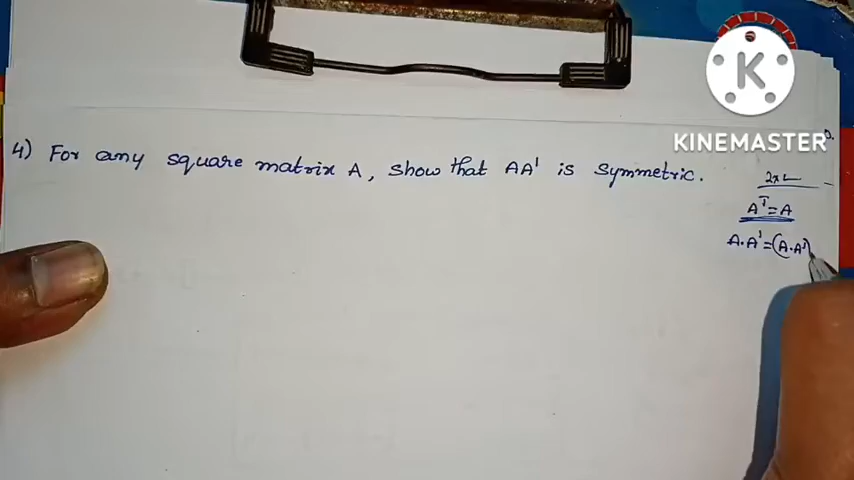 K
KINEMASTER
4) For any square matrix A, show that AA' is symmetric.
A^T = A
A·A' = (A·A')